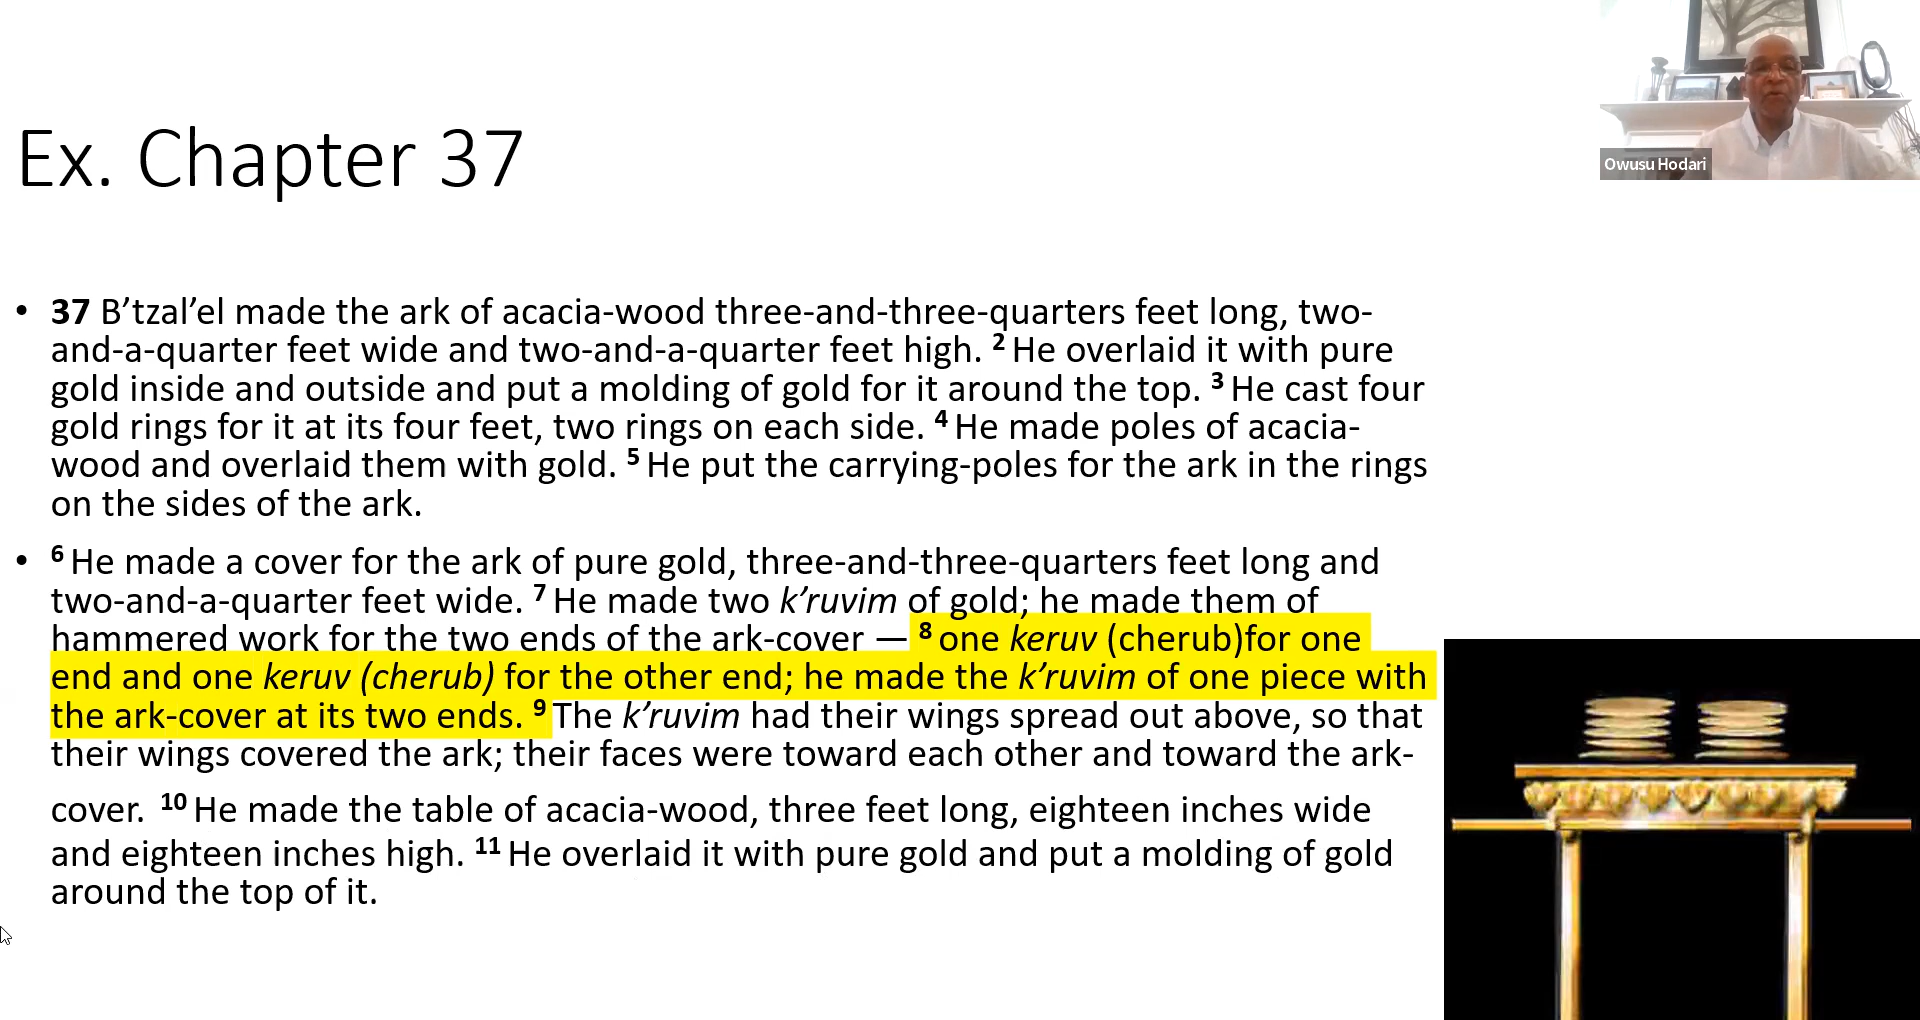 Owusu Hodari
Ex. Chapter 37
• 37 B’tzal’el made the ark of acacia-wood three-and-three-quarters feet long, two-
and-a-quarter feet wide and two-and-a-quarter feet high. 2 He overlaid it with pure
gold inside and outside and put a molding of gold for it around the top. 3 He cast four
gold rings for it at its four feet, two rings on each side. 4 He made poles of acacia-
wood and overlaid them with gold. 5 He put the carrying-poles for the ark in the rings
on the sides of the ark.
• 6 He made a cover for the ark of pure gold, three-and-three-quarters feet long and
two-and-a-quarter feet wide. 7 He made two k’ruvim of gold; he made them of
hammered work for the two ends of the ark-cover — 8 one keruv (cherub)for one
end and one keruv (cherub) for the other end; he made the k’ruvim of one piece with
the ark-cover at its two ends. 9 The k’ruvim had their wings spread out above, so that
their wings covered the ark; their faces were toward each other and toward the ark-
cover. 10 He made the table of acacia-wood, three feet long, eighteen inches wide
and eighteen inches high. 11 He overlaid it with pure gold and put a molding of gold
around the top of it.